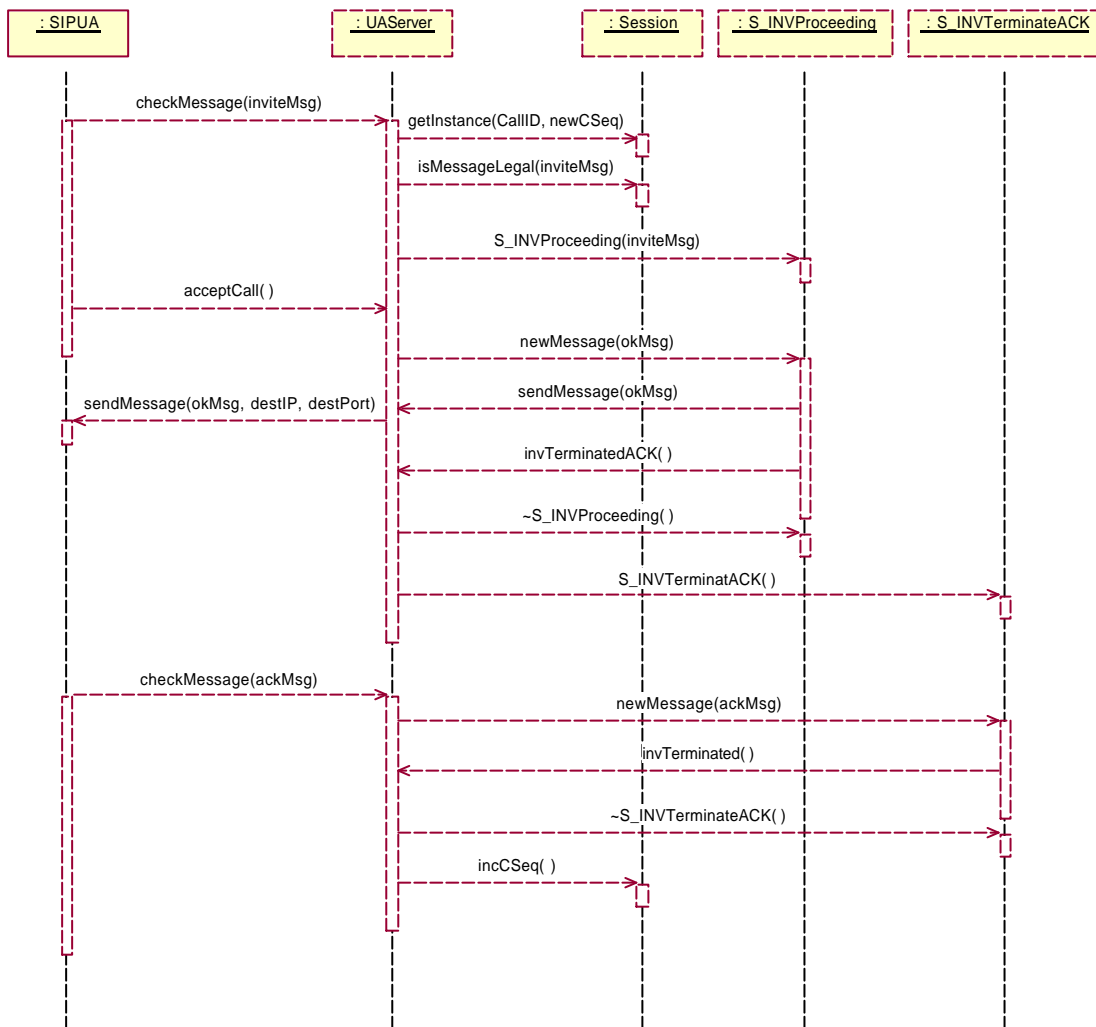 : SIPUA
: UAServer
: Session
: S_INVProceeding
: S_INVTerminateACK
checkMessage(inviteMsg)
getInstance(CallID, newCSeq)
isMessageLegal(inviteMsg)
S_INVProceeding(inviteMsg)
acceptCall( )
newMessage(okMsg)
sendMessage(okMsg)
sendMessage(okMsg, destIP, destPort)
invTerminatedACK( )
~S_INVProceeding( )
S_INVTerminatACK( )
checkMessage(ackMsg)
newMessage(ackMsg)
invTerminated( )
~S_INVTerminateACK( )
incCSeq( )